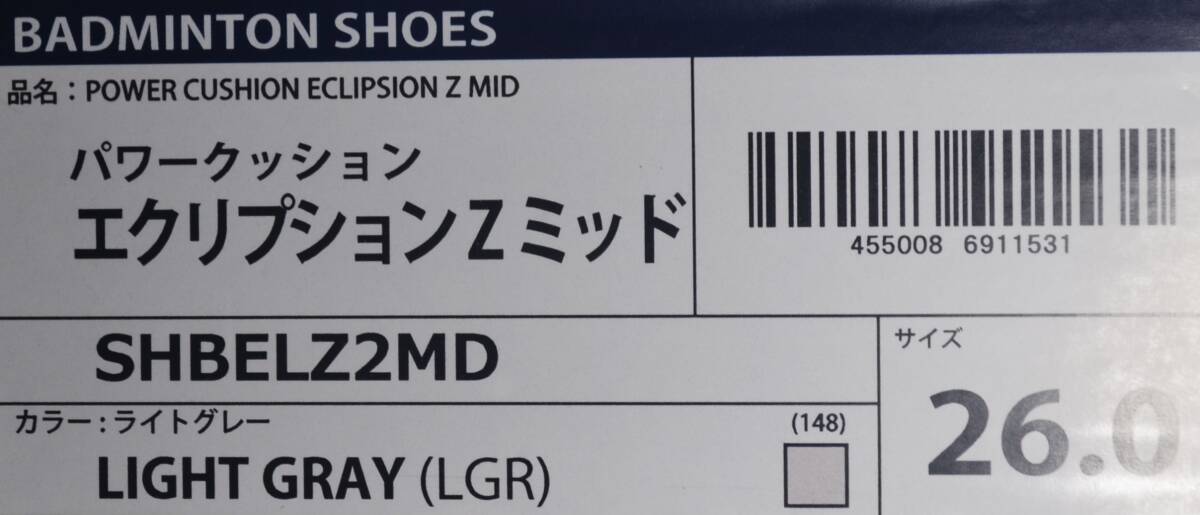 BADMINTON SHOES
品名：POWER CUSHION ECLIPSION Z MID
パワークッション
エクリプションZミッド
455008 6911531
SHBELZ2MD
サイズ
26.0
カラー：ライトグレー
(148)
LIGHT GRAY (LGR)